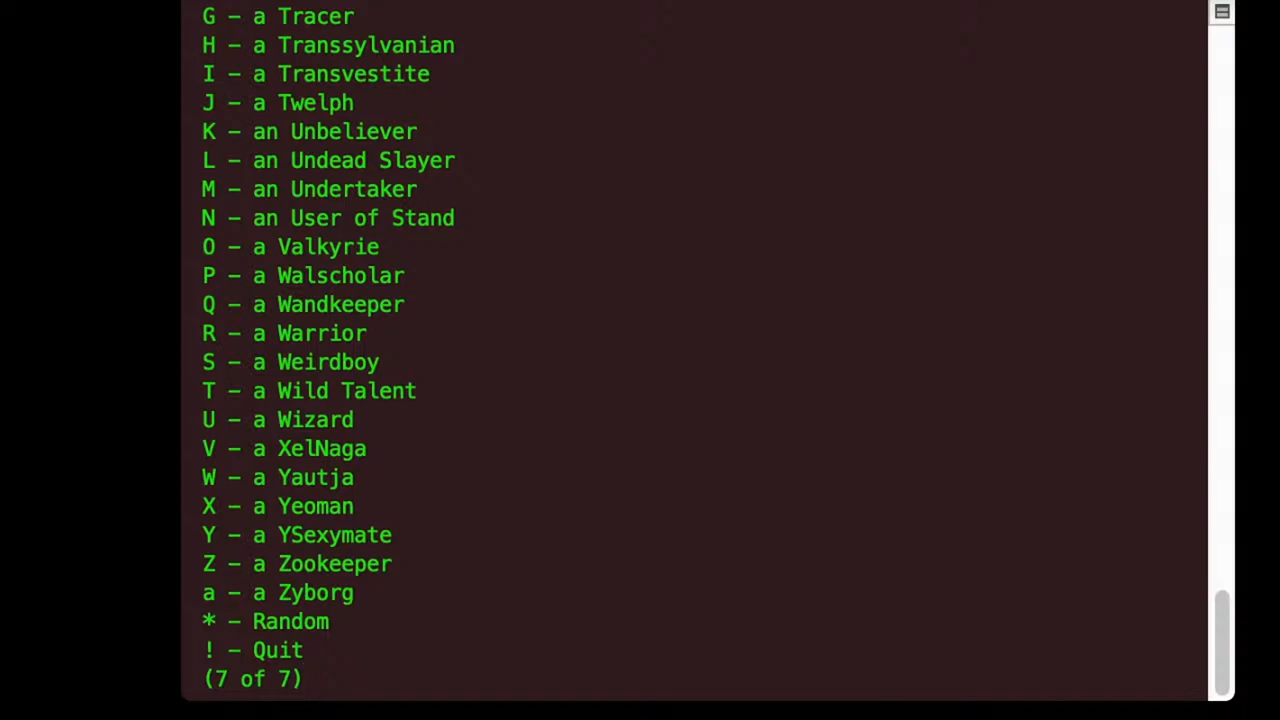 G - a Tracer
H - a Transsylvanian
I - a Transvestite
J - a Twelph
K - an Unbeliever
L - an Undead Slayer
M - an Undertaker
N - an User of Stand
O - a Valkyrie
P - a Walscholar
Q - a Wandkeeper
R - a Warrior
S - a Weirdboy
T - a Wild Talent
U - a Wizard
V - a XelNaga
W - a Yautja
X - a Yeoman
Y - a YSexymate
Z - a Zookeeper
a - a Zyborg
* - Random
! - Quit
(7 of 7)